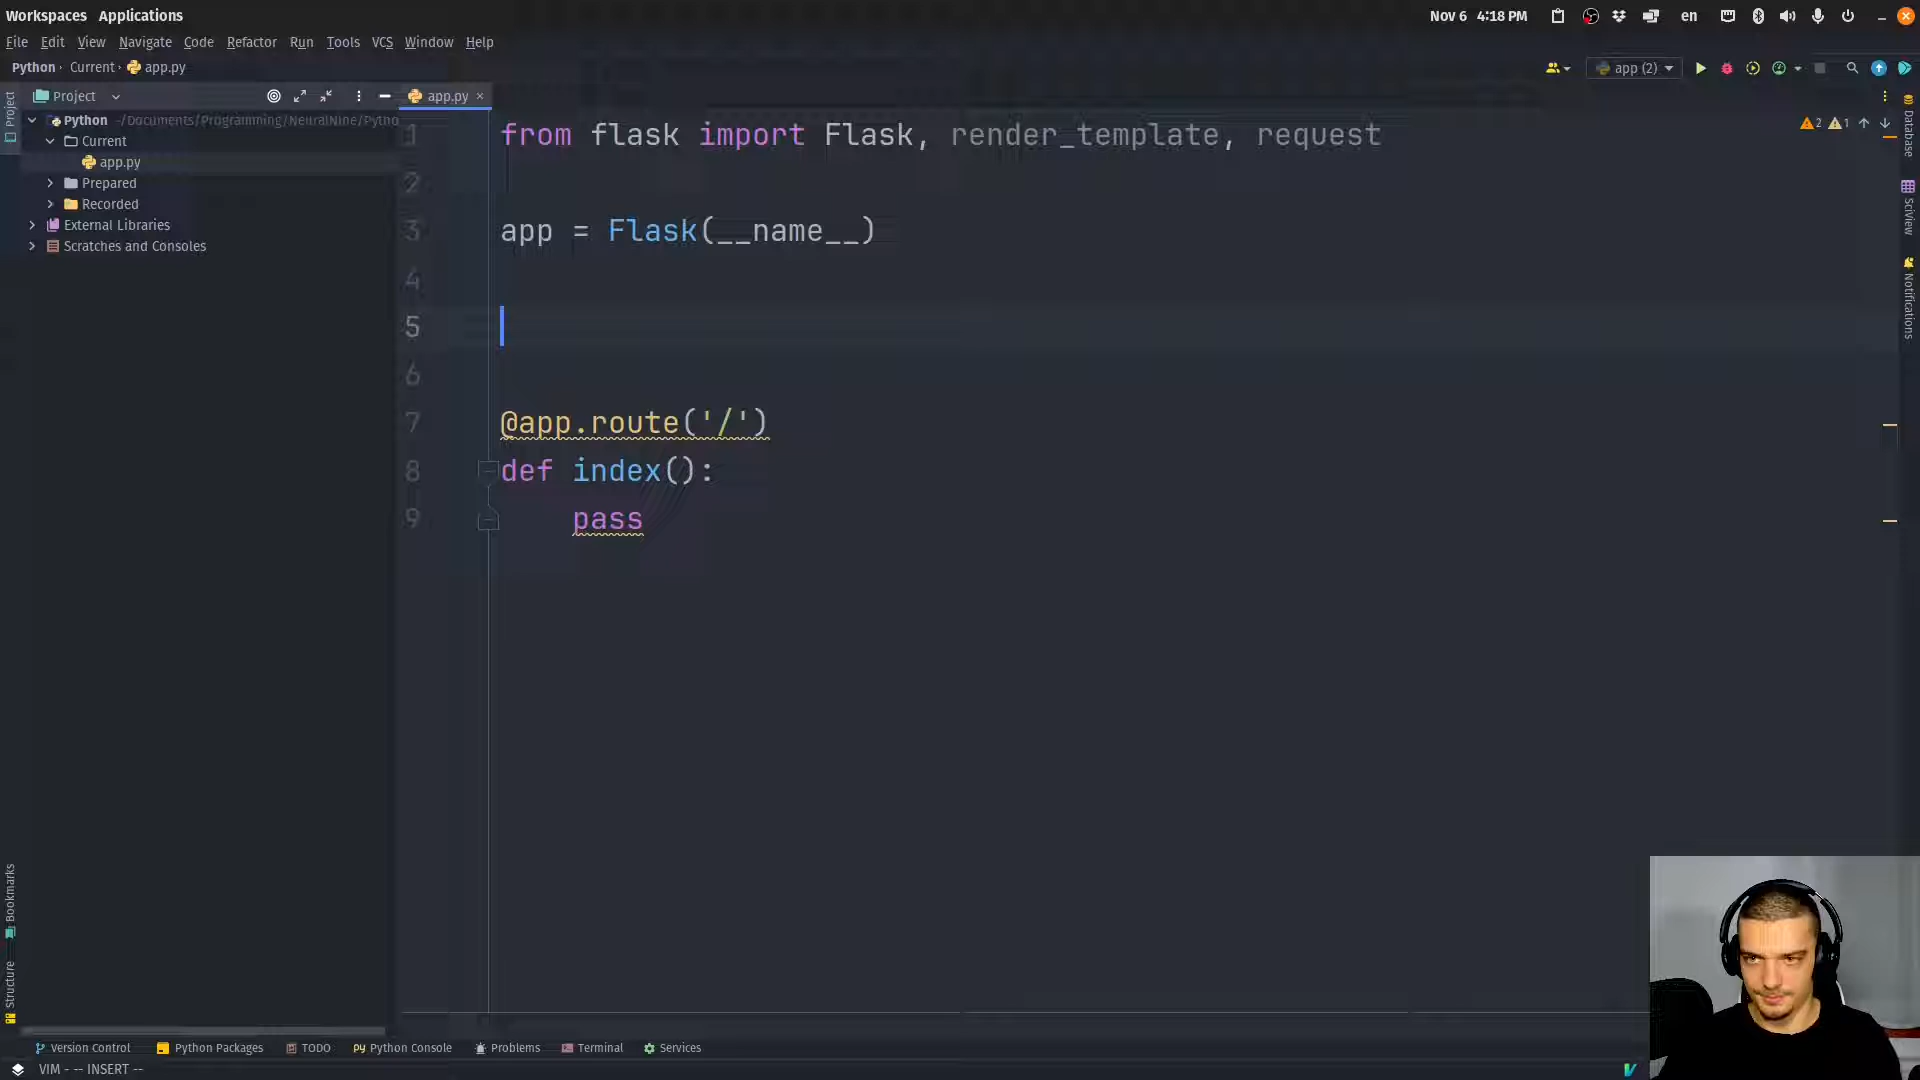 Workspaces Applications
Nov 6 4:18 PM
en
File Edit View Navigate Code Refactor Run Tools VCS Window Help
Python Current app.py
app (2)
Project
app.py
Python ~/Documents/Programming/NeuralNine/Pytho
Current
app.py
Prepared
Recorded
External Libraries
Scratches and Consoles
Project
Bookmarks
Structure
1 from flask import Flask, render_template, request
2
3 app = Flask(__name__)
4
5
6
7 @app.route('/')
8 def index():
9 pass
2 1
Database
SciView
Notifications
Version Control Python Packages TODO Python Console Problems Terminal Services
VIM - -- INSERT --